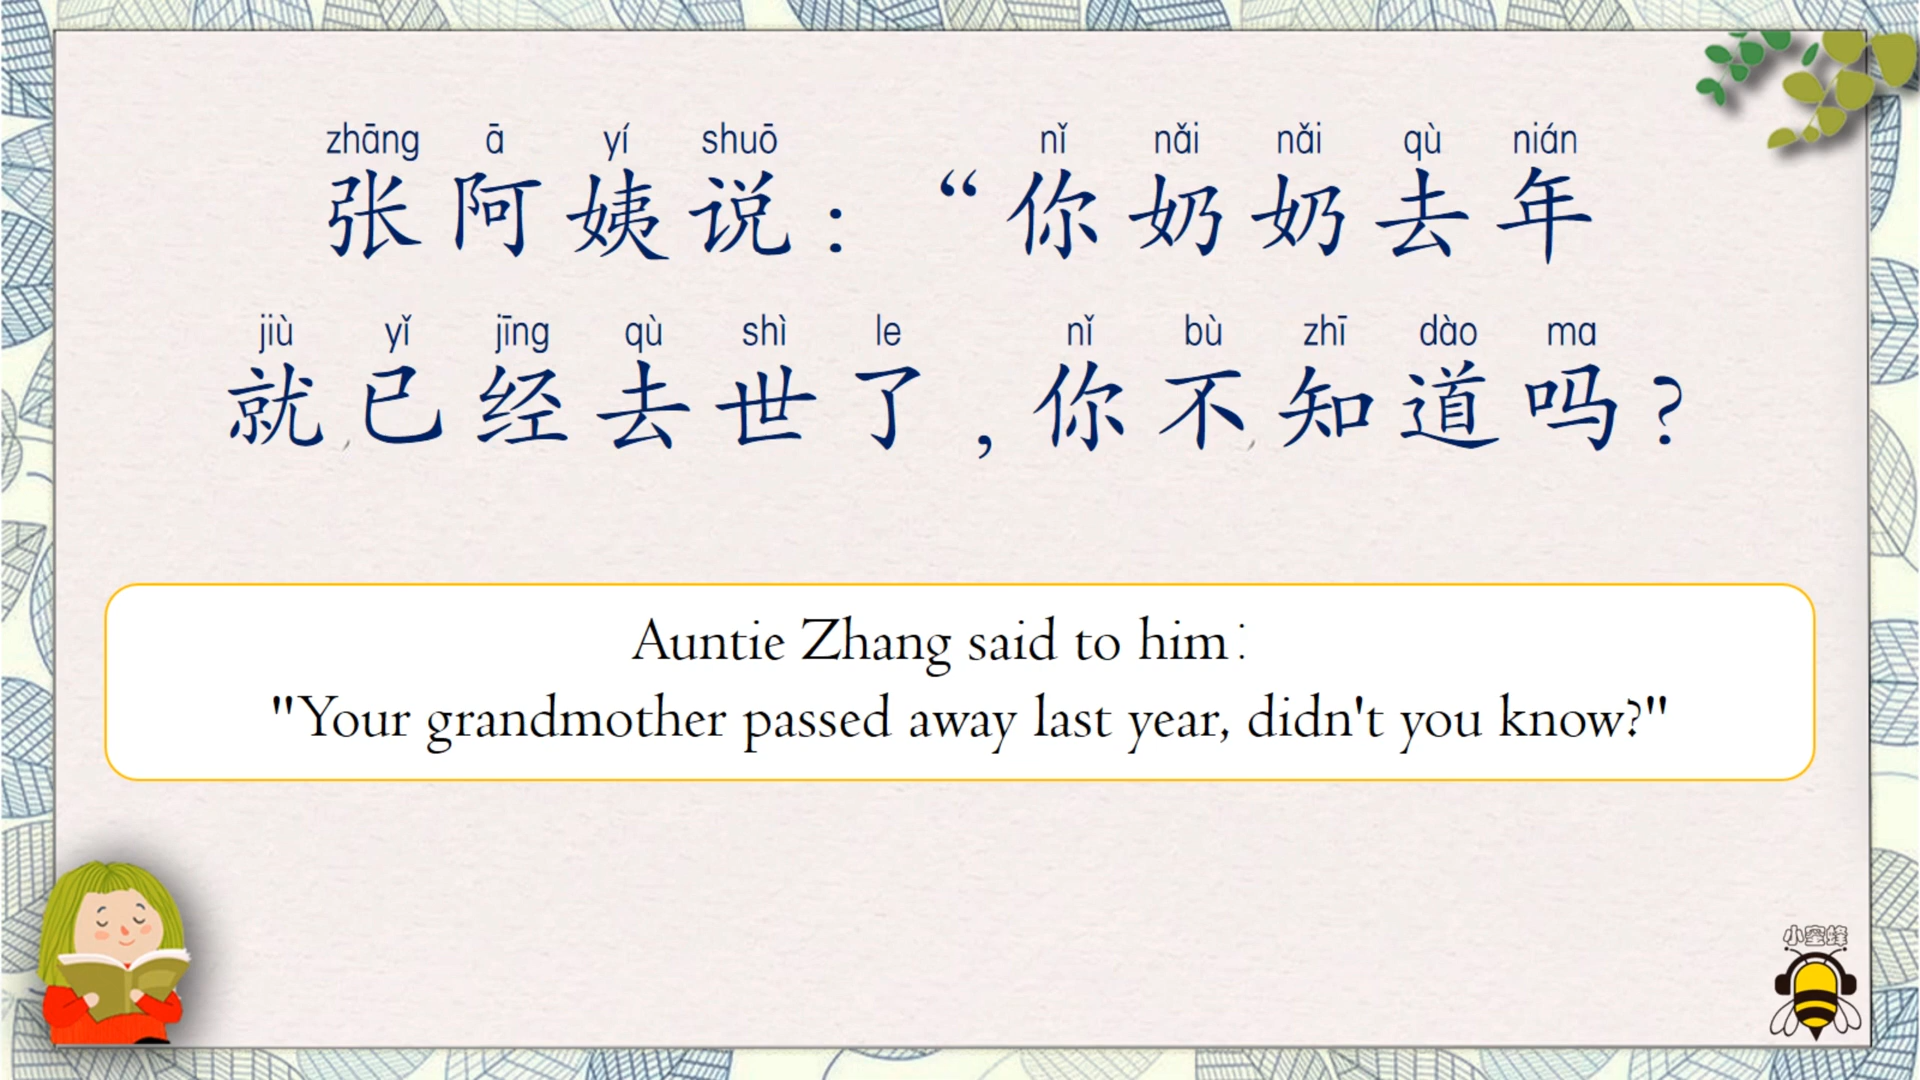 zhāng ā yí shuō nǐ nǎi nǎi qù nián
张阿姨说：“你奶奶去年
jiù yǐ jīng qù shì le nǐ bù zhī dào ma
就已经去世了，你不知道吗？
Auntie Zhang said to him：
"Your grandmother passed away last year, didn't you know?"
小蜜蜂